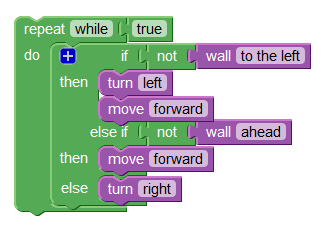 repeat while true
do if not wall to the left
then turn left
move forward
else if not wall ahead
then move forward
else turn right